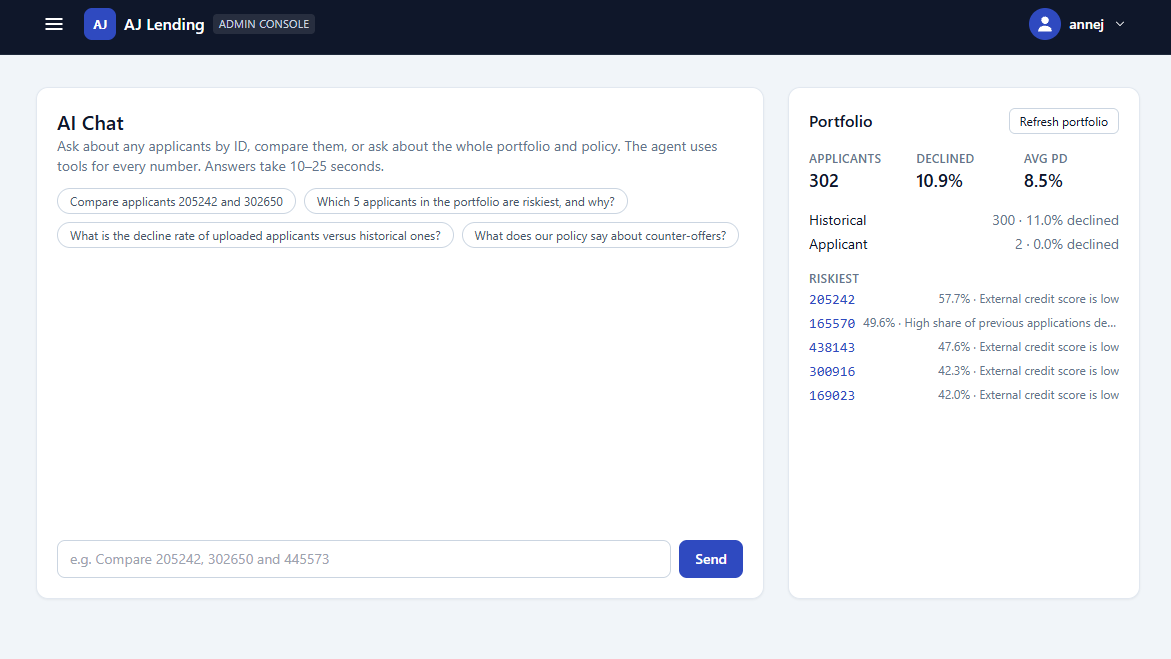 AJ AJ Lending ADMIN CONSOLE annej
AI Chat
Ask about any applicants by ID, compare them, or ask about the whole portfolio and policy. The agent uses
tools for every number. Answers take 10–25 seconds.
Compare applicants 205242 and 302650 Which 5 applicants in the portfolio are riskiest, and why?
What is the decline rate of uploaded applicants versus historical ones? What does our policy say about counter-offers?
e.g. Compare 205242, 302650 and 445573 Send
Portfolio Refresh portfolio
APPLICANTS DECLINED AVG PD
302 10.9% 8.5%
Historical 300 · 11.0% declined
Applicant 2 · 0.0% declined
RISKIEST
205242 57.7% · External credit score is low
165570 49.6% · High share of previous applications de...
438143 47.6% · External credit score is low
300916 42.3% · External credit score is low
169023 42.0% · External credit score is low